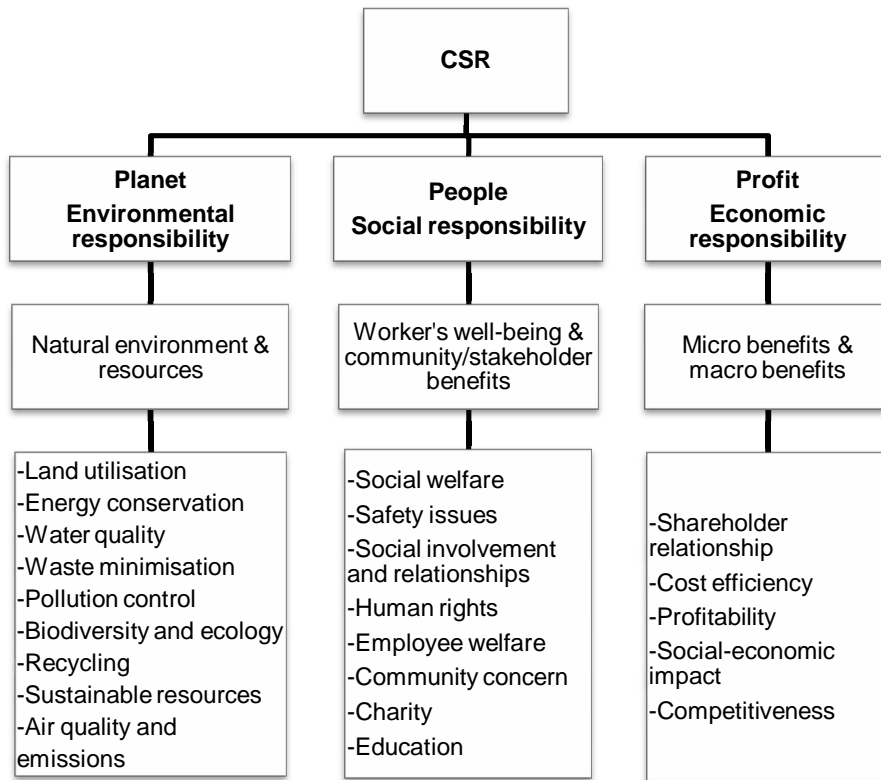 CSR
Planet
Environmental
responsibility
People
Social responsibility
Profit
Economic
responsibility
Natural environment &
resources
Worker's well-being &
community/stakeholder
benefits
Micro benefits &
macro benefits
-Land utilisation
-Energy conservation
-Water quality
-Waste minimisation
-Pollution control
-Biodiversity and ecology
-Recycling
-Sustainable resources
-Air quality and
emissions
-Social welfare
-Safety issues
-Social involvement
and relationships
-Human rights
-Employee welfare
-Community concern
-Charity
-Education
-Shareholder
relationship
-Cost efficiency
-Profitability
-Social-economic
impact
-Competitiveness